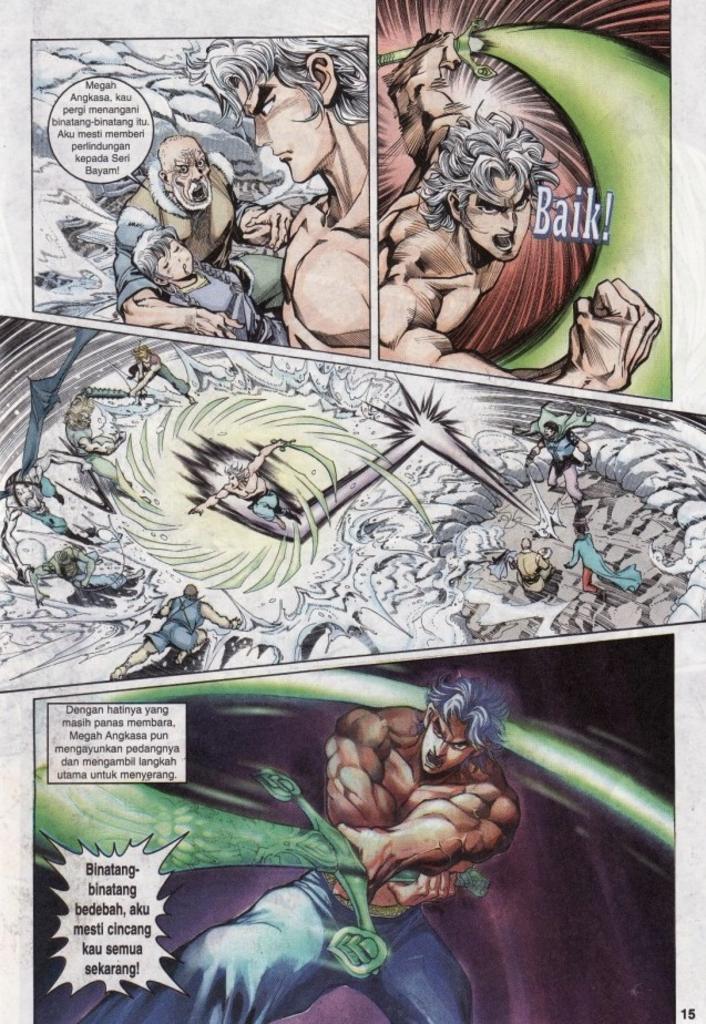 Megah
Angkasa, kau
pergi menangani
binatang-binatang itu.
Aku mesti memberi
perlindungan
kepada Seri
Bayam!
Baik!
Dengan hatinya yang
masih panas membara,
Megah Angkasa pun
mengayunkan pedangnya
dan mengambil langkah
utama untuk menyerang.
Binatang-
binatang
bedebah, aku
mesti cincang
kau semua
sekarang!
15